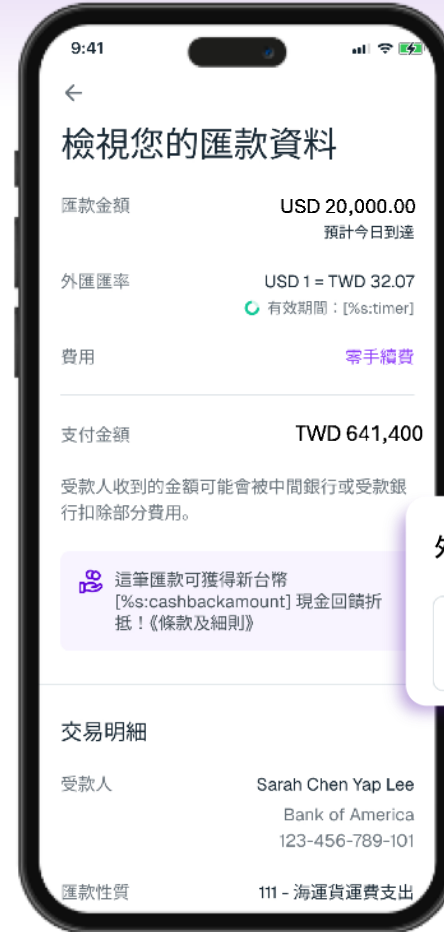 9:41
檢視您的匯款資料
匯款金額
USD 20,000.00
預計今日到達
外匯匯率
USD 1 = TWD 32.07
有效期間：[%s:timer]
費用
零手續費
支付金額
TWD 641,400
受款人收到的金額可能會被中間銀行或受款銀
行扣除部分費用。
這筆匯款可獲得新台幣
[%s:cashbackamount] 現金回饋折
抵！《條款及細則》
交易明細
受款人
Sarah Chen Yap Lee
Bank of America
123-456-789-101
匯款性質
111 – 海運貨運費支出